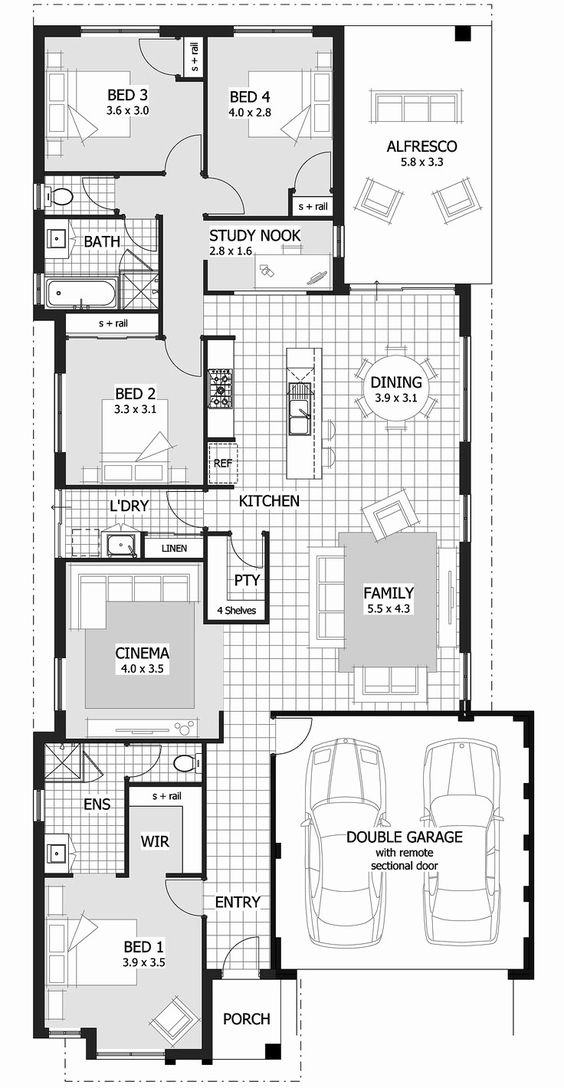 s + rail
BED 3
3.6 x 3.0
BED 4
4.0 x 2.8
ALFRESCO
5.8 x 3.3
s + rail
BATH
STUDY NOOK
2.8 x 1.6
s + rail
BED 2
3.3 x 3.1
DINING
3.9 x 3.1
REF
L'DRY
KITCHEN
LINEN
PTY
4 Shelves
FAMILY
5.5 x 4.3
CINEMA
4.0 x 3.5
s + rail
ENS
WIR
DOUBLE GARAGE
with remote
sectional door
ENTRY
BED 1
3.9 x 3.5
PORCH